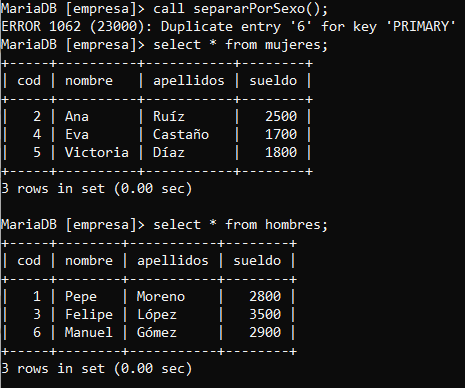 MariaDB [empresa]> call separarPorSexo();
ERROR 1062 (23000): Duplicate entry '6' for key 'PRIMARY'
MariaDB [empresa]> select * from mujeres;
+-----+----------+-----------+--------+
| cod | nombre   | apellidos | sueldo |
+-----+----------+-----------+--------+
|   2 | Ana      | Ruíz      |   2500 |
|   4 | Eva      | Castaño   |   1700 |
|   5 | Victoria | Díaz      |   1800 |
+-----+----------+-----------+--------+
3 rows in set (0.00 sec)
MariaDB [empresa]> select * from hombres;
+-----+--------+-----------+--------+
| cod | nombre | apellidos | sueldo |
+-----+--------+-----------+--------+
|   1 | Pepe   | Moreno    |   2800 |
|   3 | Felipe | López     |   3500 |
|   6 | Manuel | Gómez     |   2900 |
+-----+--------+-----------+--------+
3 rows in set (0.00 sec)